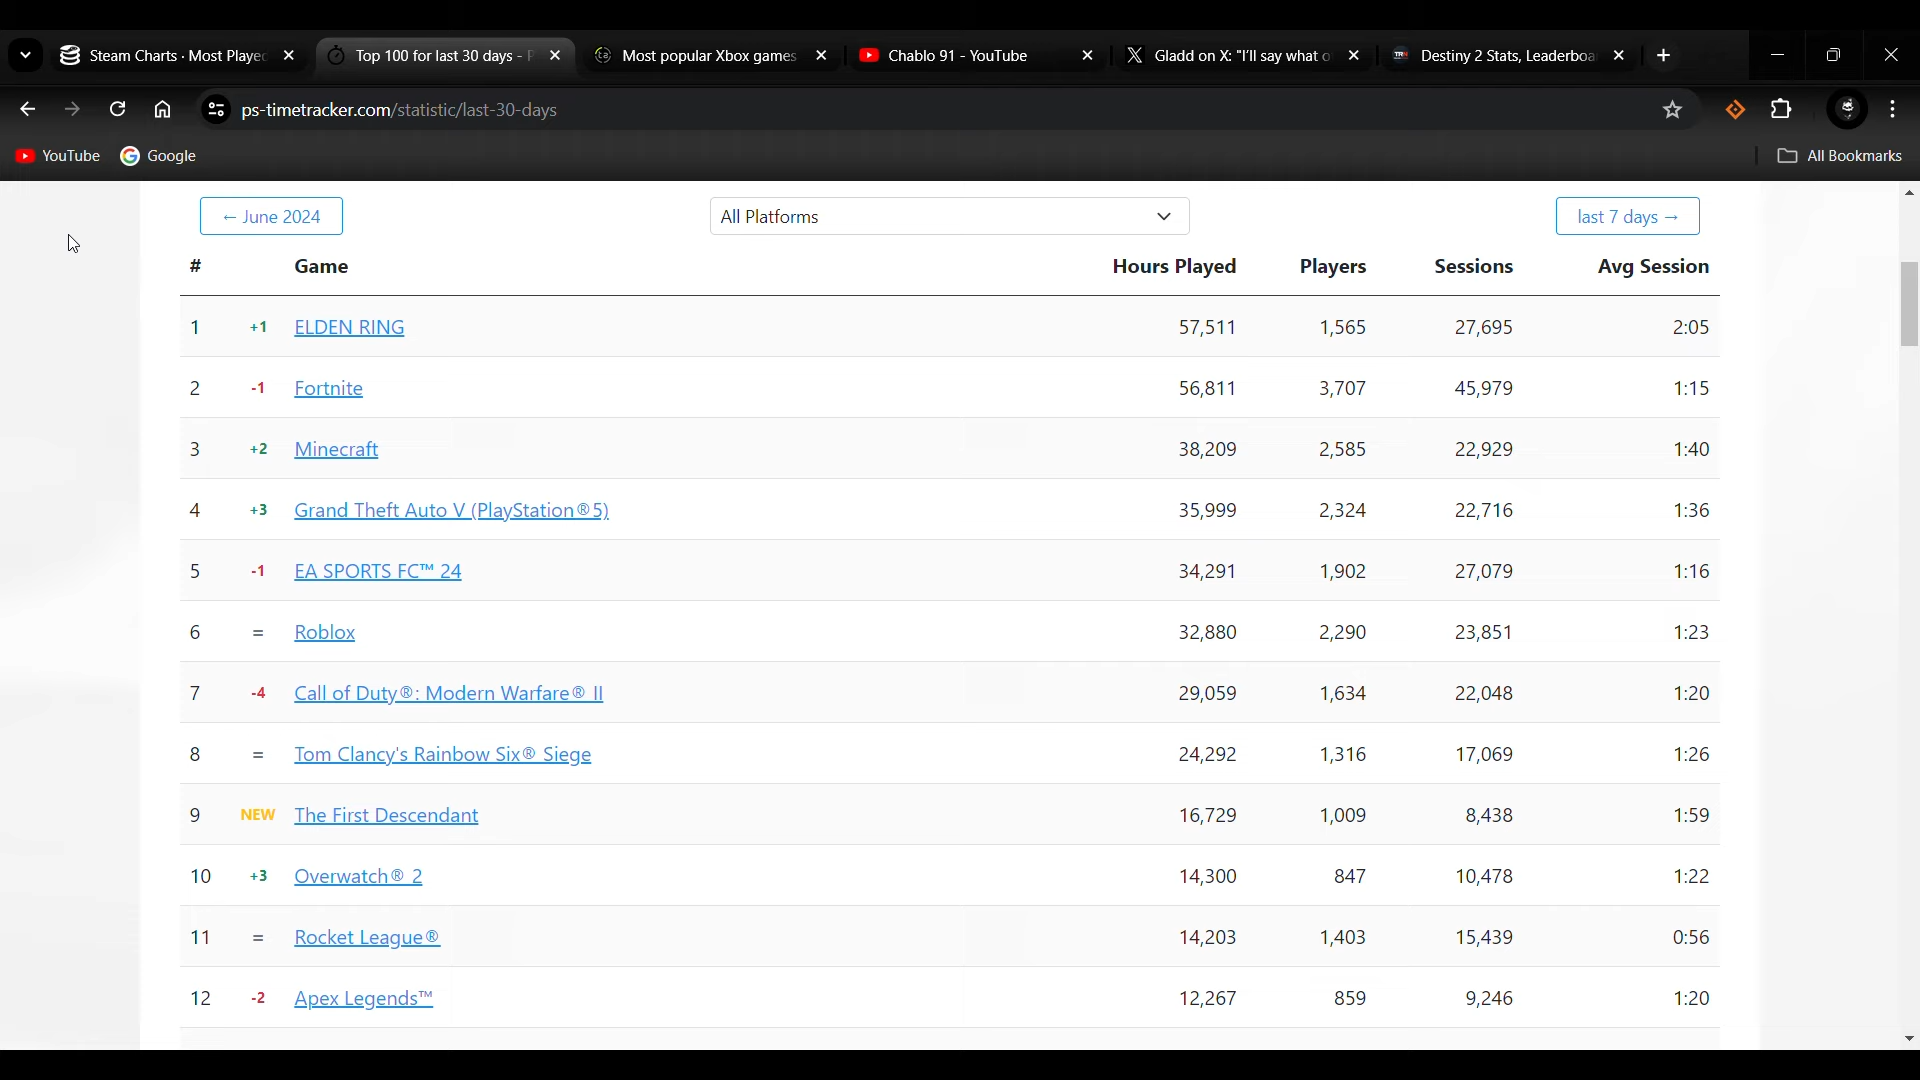 Steam Charts · Most Playe
Top 100 for last 30 days -
Most popular Xbox games
Chablo 91 - YouTube
Gladd on X: "I'll say what o
Destiny 2 Stats, Leaderboa
ps-timetracker.com/statistic/last-30-days
YouTube
Google
All Bookmarks
← June 2024
All Platforms
last 7 days →
# Game Hours Played Players Sessions Avg Session
1 +1 ELDEN RING 57,511 1,565 27,695 2:05
2 -1 Fortnite 56,811 3,707 45,979 1:15
3 +2 Minecraft 38,209 2,585 22,929 1:40
4 +3 Grand Theft Auto V (PlayStation®5) 35,999 2,324 22,716 1:36
5 -1 EA SPORTS FC™ 24 34,291 1,902 27,079 1:16
6 = Roblox 32,880 2,290 23,851 1:23
7 -4 Call of Duty®: Modern Warfare® II 29,059 1,634 22,048 1:20
8 = Tom Clancy's Rainbow Six® Siege 24,292 1,316 17,069 1:26
9 NEW The First Descendant 16,729 1,009 8,438 1:59
10 +3 Overwatch® 2 14,300 847 10,478 1:22
11 = Rocket League® 14,203 1,403 15,439 0:56
12 -2 Apex Legends™ 12,267 859 9,246 1:20